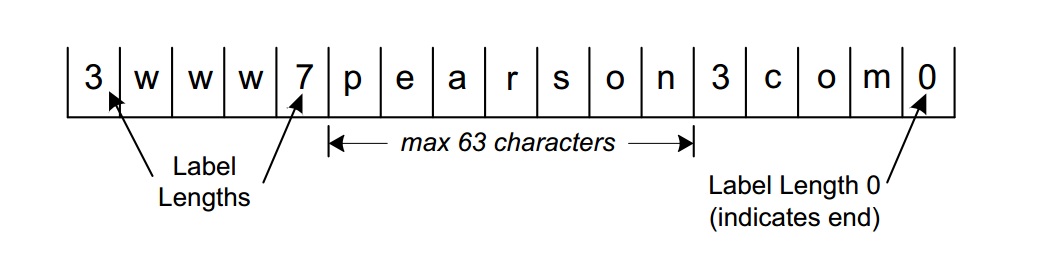 3 w w w 7 p e a r s o n 3 c o m 0
max 63 characters
Label
Lengths
Label Length 0
(indicates end)